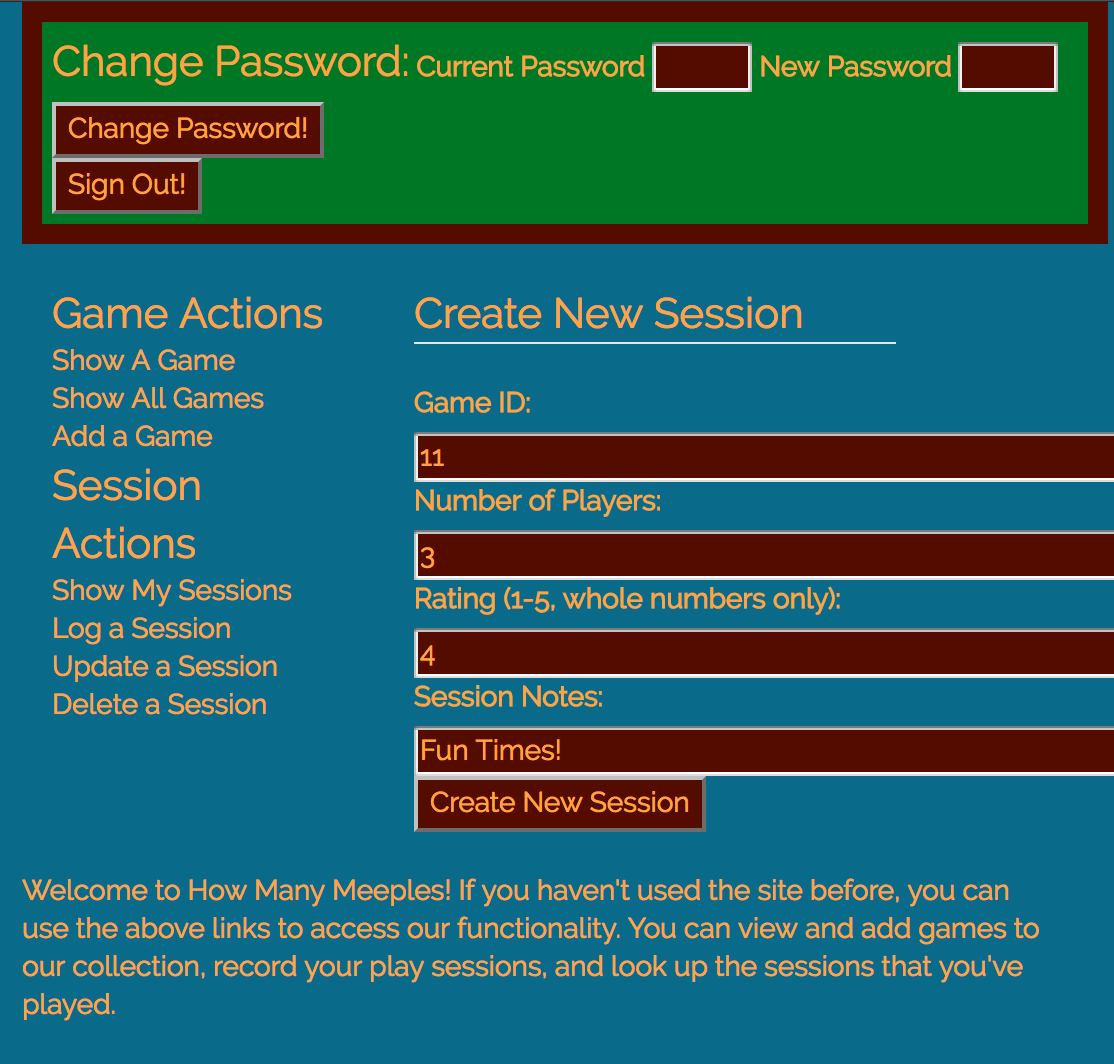 Change Password: Current Password New Password
Change Password!
Sign Out!
Game Actions
Show A Game
Show All Games
Add a Game
Session
Actions
Show My Sessions
Log a Session
Update a Session
Delete a Session
Create New Session
Game ID:
11
Number of Players:
3
Rating (1-5, whole numbers only):
4
Session Notes:
Fun Times!
Create New Session
Welcome to How Many Meeples! If you haven't used the site before, you can
use the above links to access our functionality. You can view and add games to
our collection, record your play sessions, and look up the sessions that you've
played.